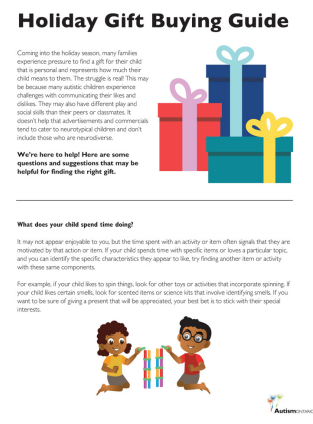 Holiday Gift Buying Guide
Coming into the holiday season, many families
experience pressure to find a gift for their child
that is personal and represents how much their
child means to them. The struggle is real! This may
be because many autistic children experience
challenges with communicating their likes and
dislikes. They may also have different play and
social skills than their peers or classmates. It
doesn't help that advertisements and commercials
tend to cater to neurotypical children and don't
include those who are neurodiverse.
We're here to help! Here are some
questions and suggestions that may be
helpful for finding the right gift.
What does your child spend time doing?
It may not appear enjoyable to you, but the time spent with an activity or item often signals that they are
motivated by that action or item. If your child spends time with specific items or loves a particular topic,
and you can identify the specific characteristics they appear to like, try finding another item or activity
with these same components.
For example, if your child likes to spin things, look for other toys or activities that incorporate spinning. If
your child likes certain smells, look for scented items or science kits that involve identifying smells. If you
want to be sure of giving a present that will be appreciated, your best bet is to stick with their special
interests.
Autism ONTARIO